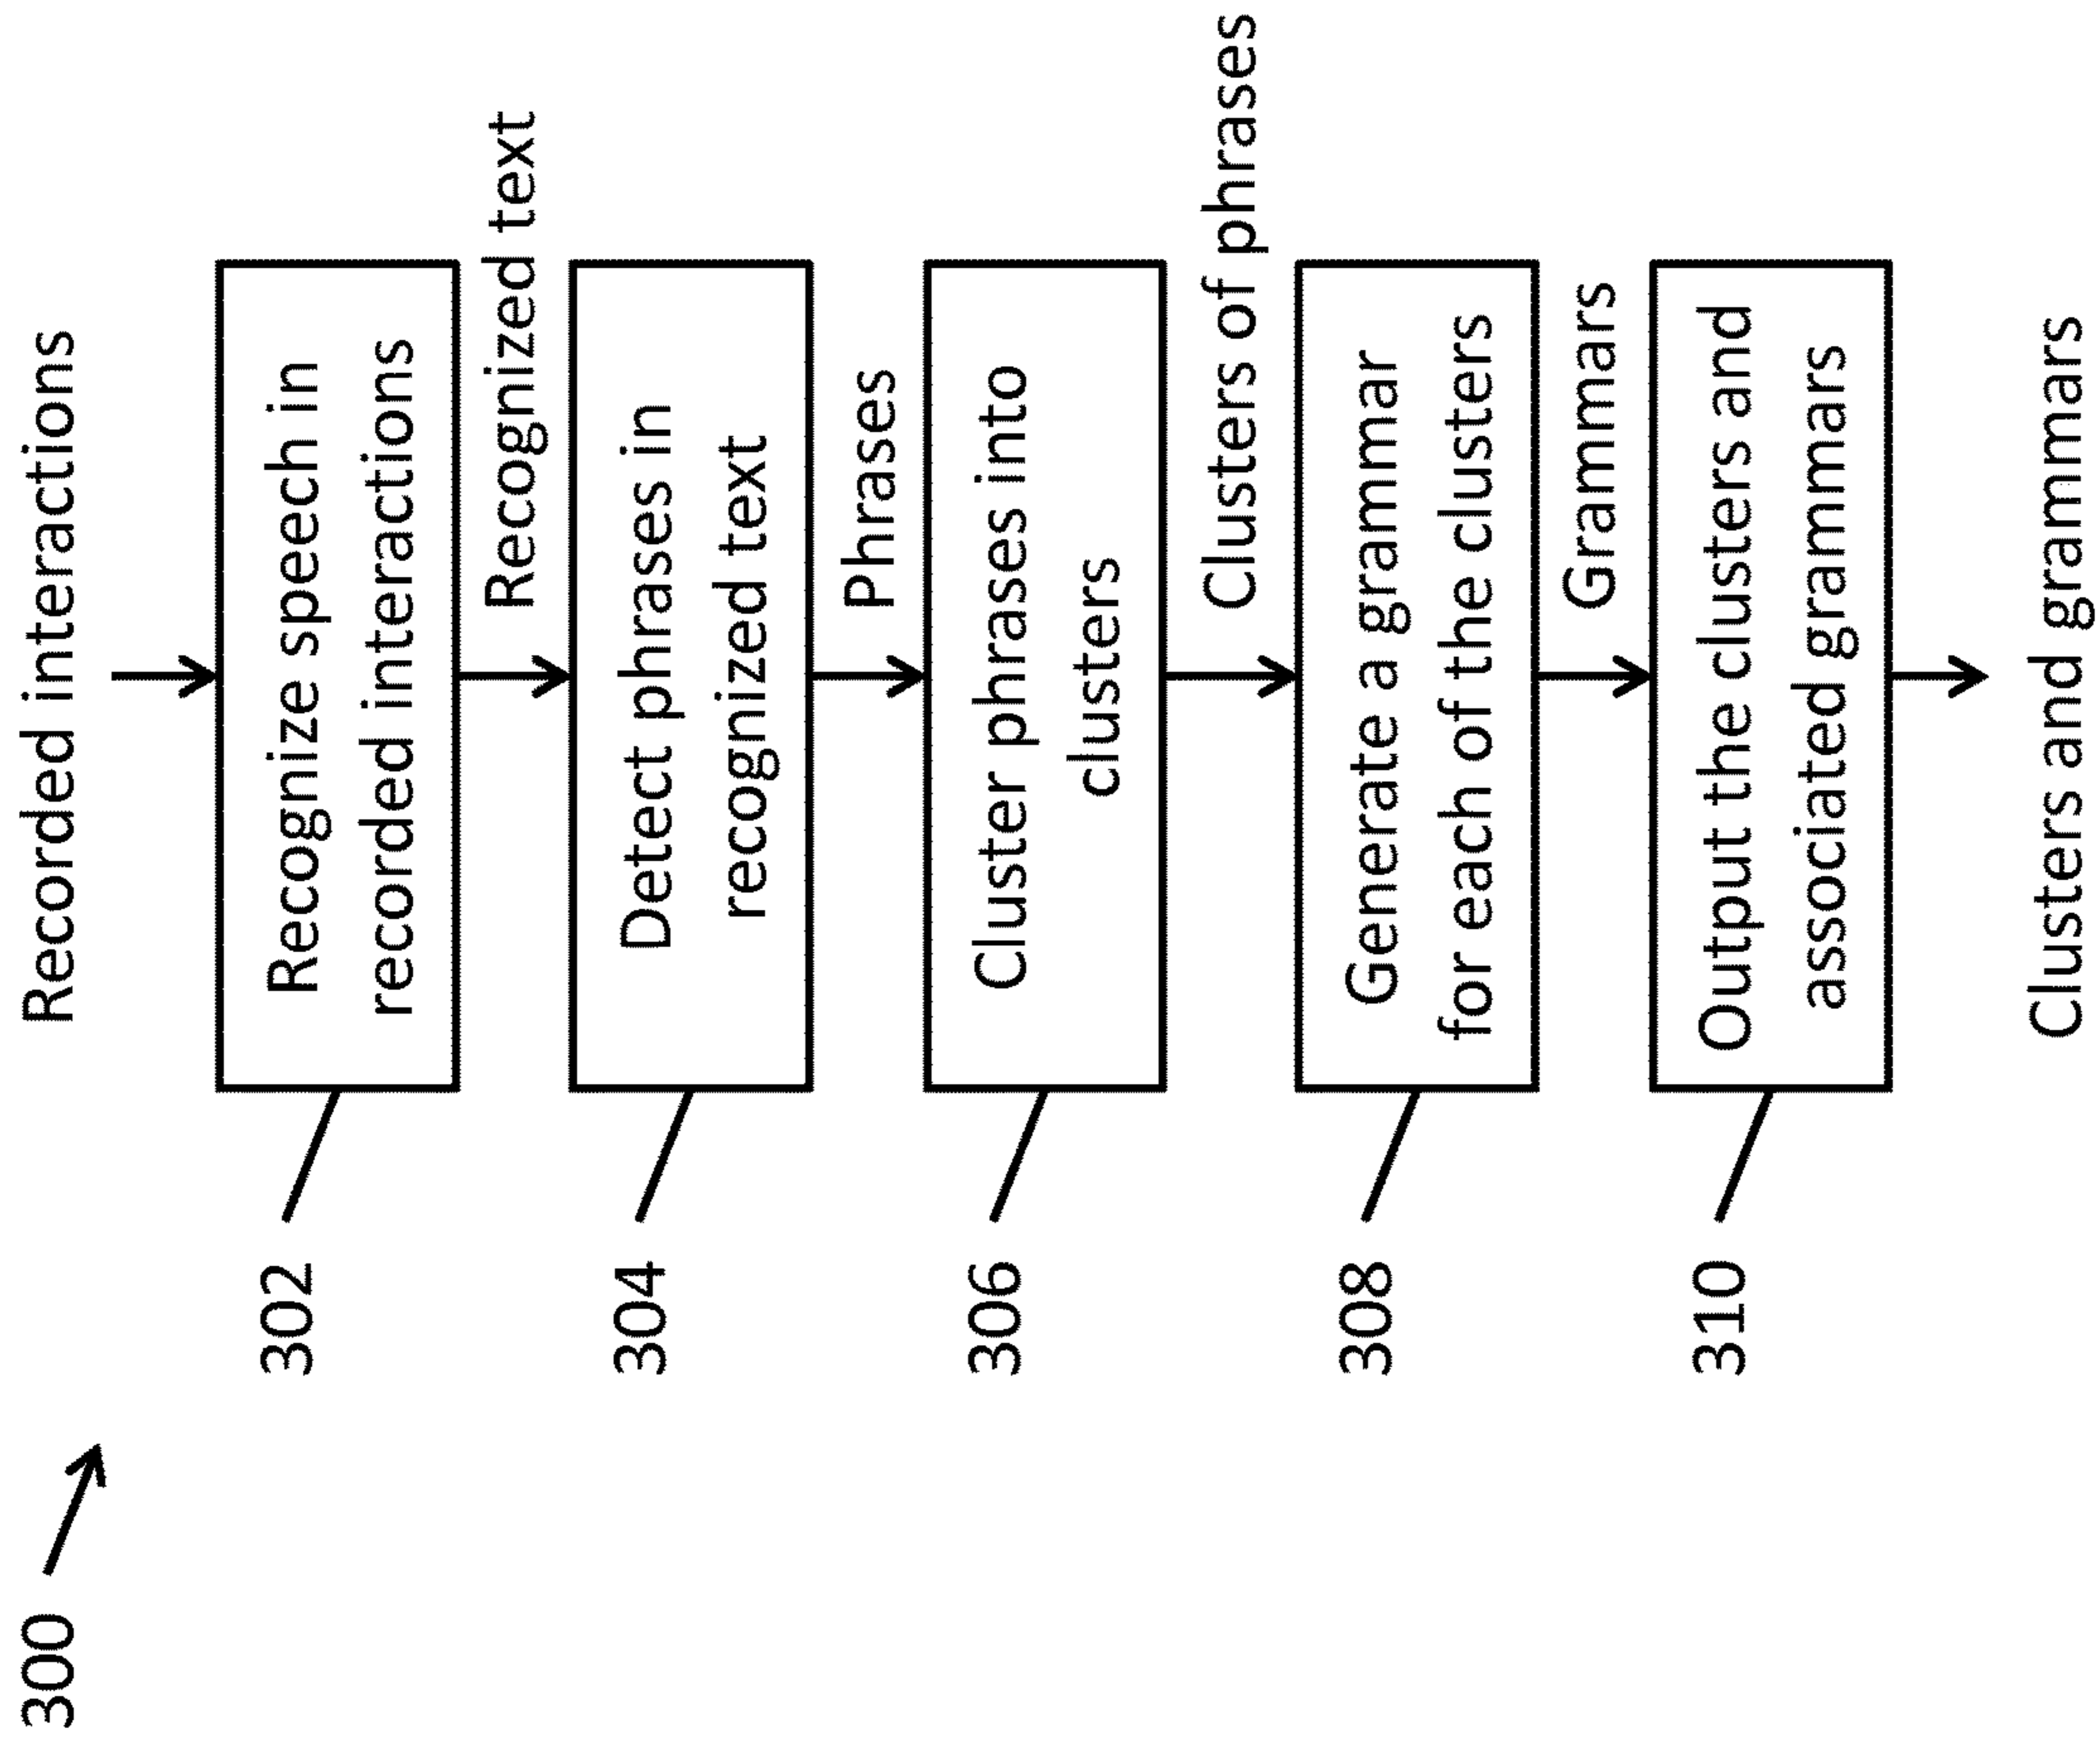 300
Recorded interactions
302
Recognize speech in
recorded interactions
Recognized text
304
Detect phrases in
recognized text
Phrases
306
Cluster phrases into
clusters
Clusters of phrases
308
Generate a grammar
for each of the clusters
Grammars
310
Output the clusters and
associated grammars
Clusters and grammars